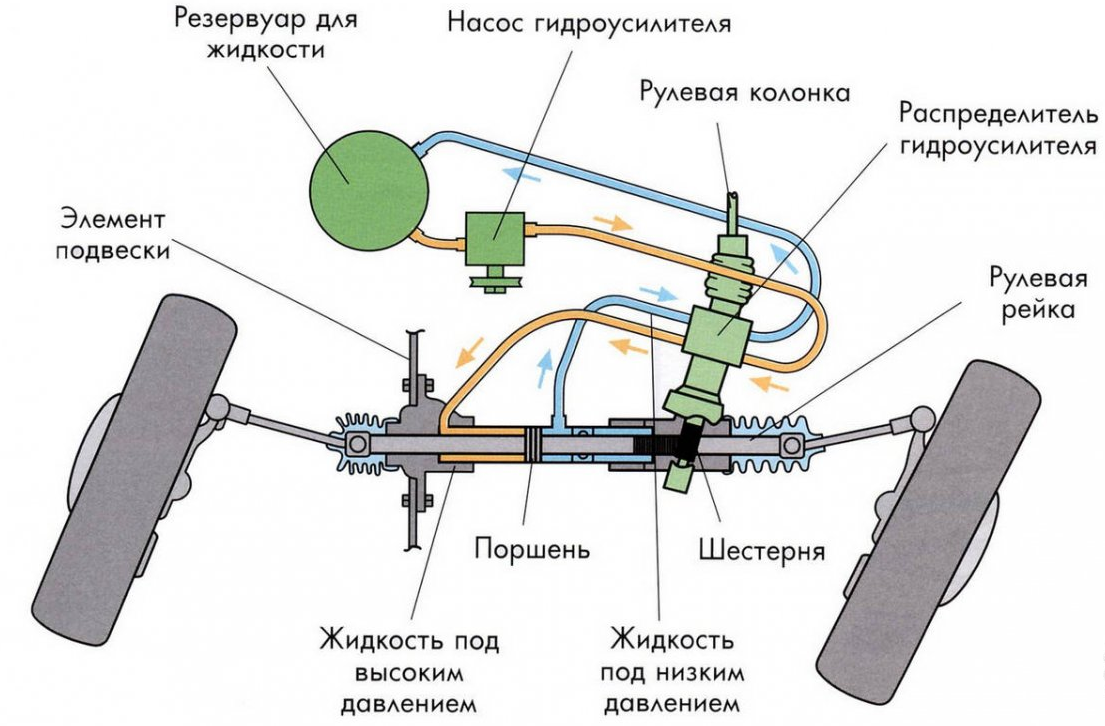 Резервуар для
жидкости
Насос гидроусилителя
Рулевая колонка
Распределитель
гидроусилителя
Элемент
подвески
Рулевая
рейка
Поршень
Шестерня
Жидкость под
высоким
давлением
Жидкость
под низким
давлением